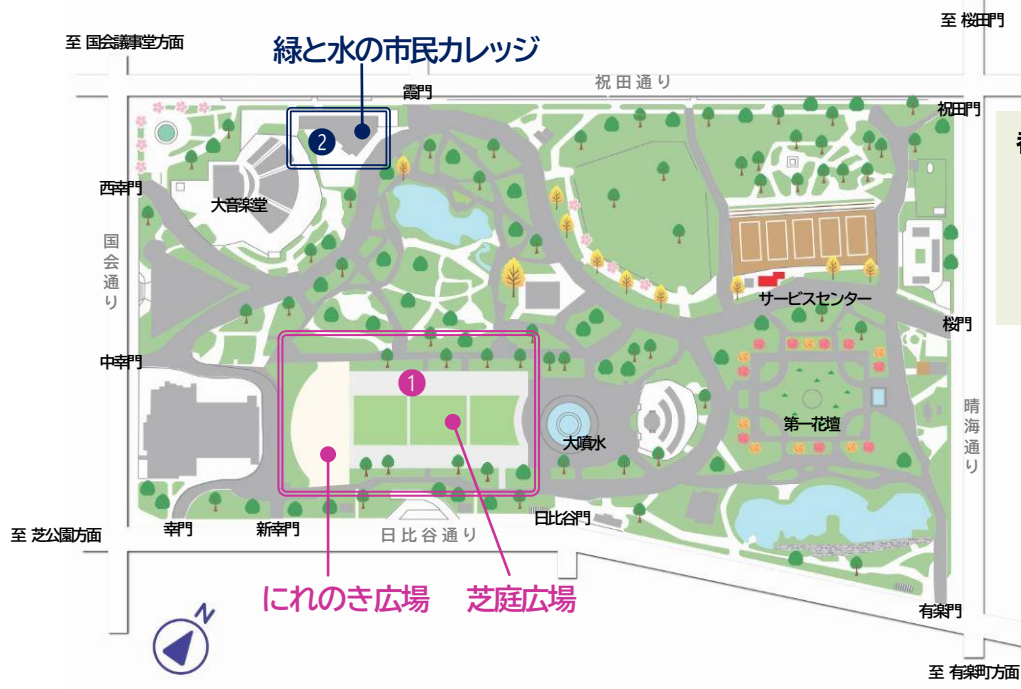 至 桜田門
至 国会議事堂方面
緑と水の市民カレッジ
祝田通り
霞門
祝田門
2
西幸門
大音楽堂
国会通り
サービスセンター
桜門
中幸門
1
晴海通り
第一花壇
大噴水
日比谷門
幸門
新幸門
日比谷通り
至 芝公園方面
にれのき広場
芝庭広場
有楽門
N
至 有楽町方面